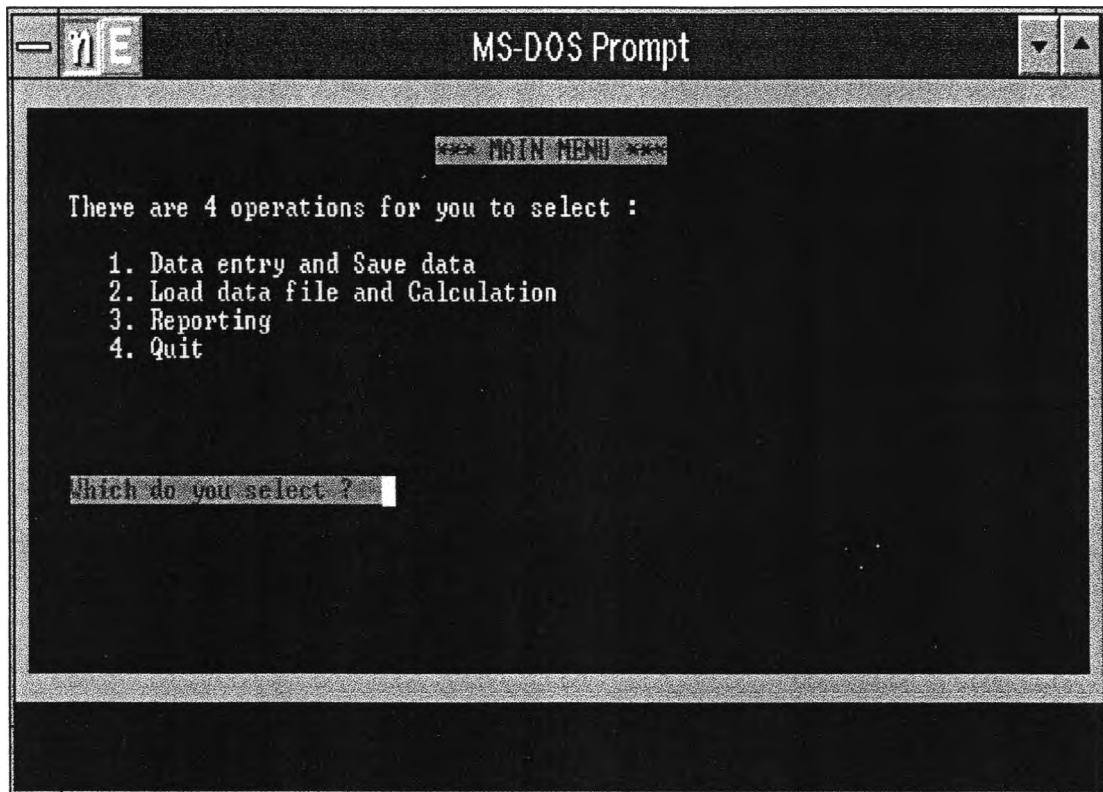 ก E
MS-DOS Prompt
*** MAIN MENU ***
There are 4 operations for you to select :
1. Data entry and Save data
2. Load data file and Calculation
3. Reporting
4. Quit
Which do you select ?